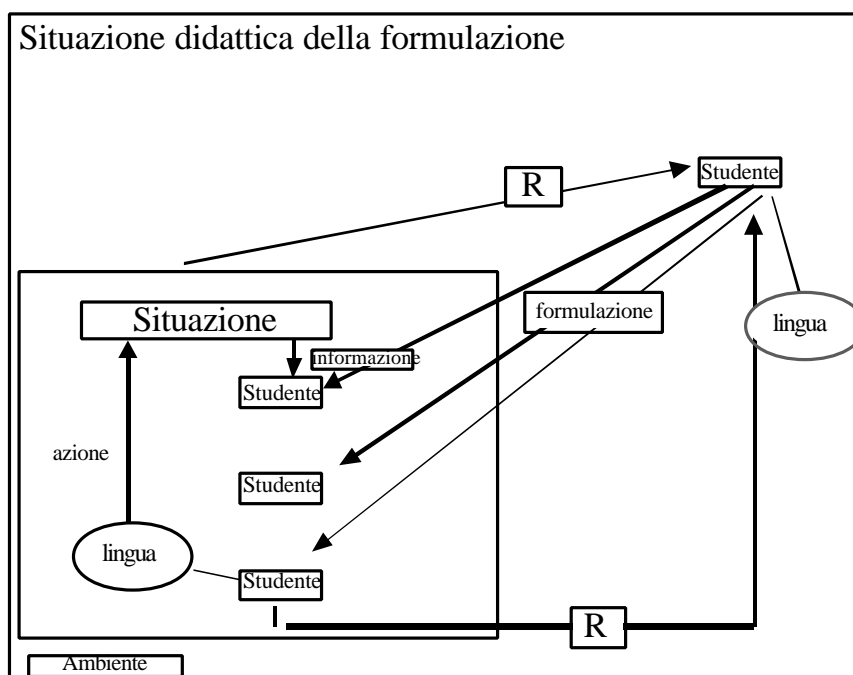 Situazione didattica della formulazione
Studente
R
formulazione
lingua
Situazione
informazione
Studente
azione
Studente
lingua
Studente
R
Ambiente